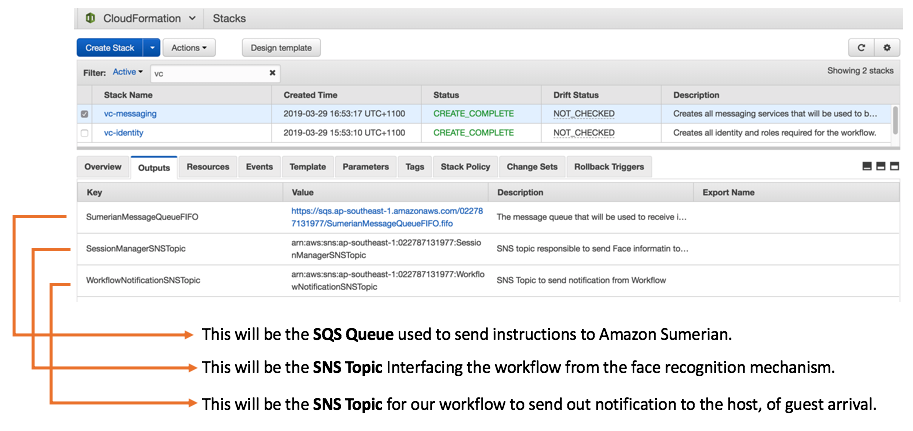 CloudFormation Stacks
Create Stack Actions Design template
Filter: Active vc Showing 2 stacks
Stack Name Created Time Status Drift Status Description
vc-messaging 2019-03-29 16:53:17 UTC+1100 CREATE_COMPLETE NOT_CHECKED Creates all messaging services that will be used to b...
vc-identity 2019-03-29 15:53:10 UTC+1100 CREATE_COMPLETE NOT_CHECKED Creates all identity and roles required for the workflow.
Overview Outputs Resources Events Template Parameters Tags Stack Policy Change Sets Rollback Triggers
Key Value Description Export Name
SumerianMessageQueueFIFO https://sqs.ap-southeast-1.amazonaws.com/02278 The message queue that will be used to receive i...
7131977/SumerianMessageQueueFIFO.fifo
SessionManagerSNSTopic arn:aws:sns:ap-southeast-1:022787131977:Sessio SNS topic responsible to send Face informatin to...
nManagerSNSTopic
WorkflowNotificationSNSTopic arn:aws:sns:ap-southeast-1:022787131977:Workflo SNS Topic to send notification from Workflow
wNotificationSNSTopic
This will be the SQS Queue used to send instructions to Amazon Sumerian.
This will be the SNS Topic Interfacing the workflow from the face recognition mechanism.
This will be the SNS Topic for our workflow to send out notification to the host, of guest arrival.